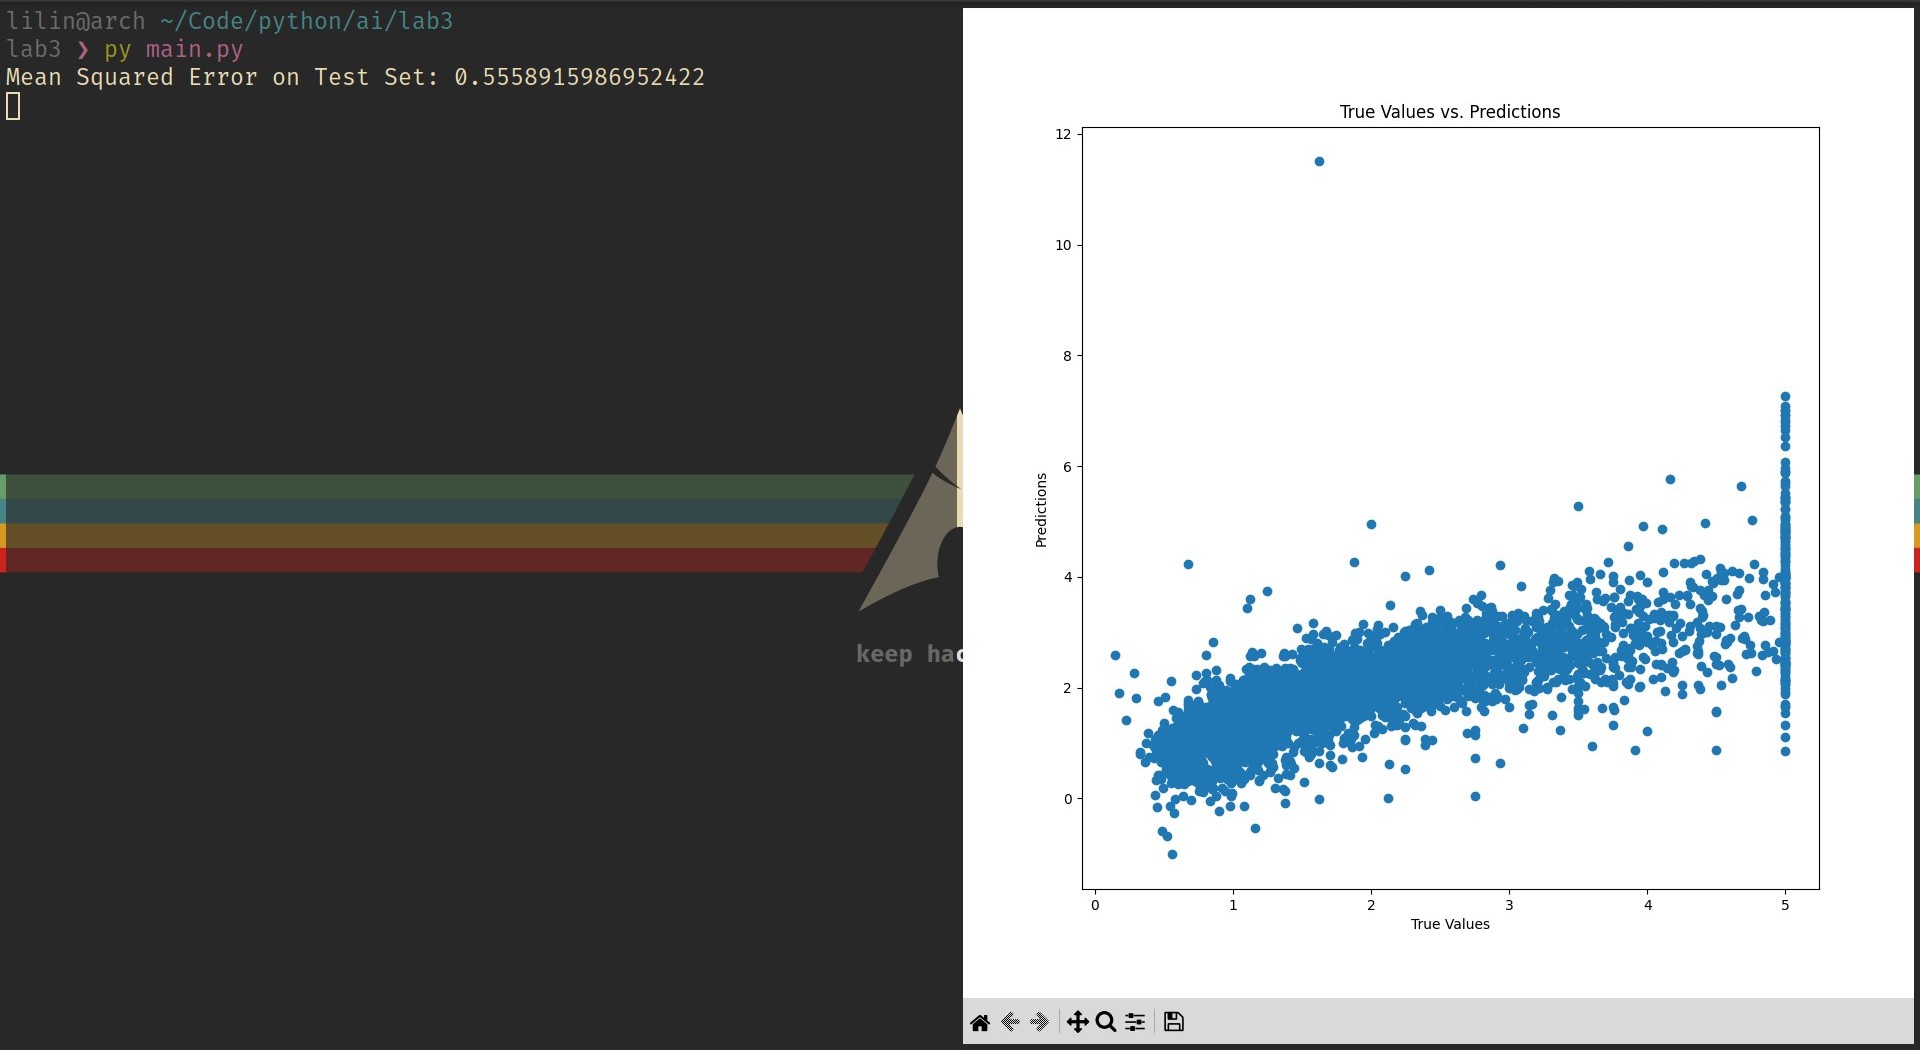 lilin@arch ~/Code/python/ai/lab3
lab3 ❯ py main.py
Mean Squared Error on Test Set: 0.5558915986952422
keep hac
True Values vs. Predictions
12
10
8
6
4
2
0
Predictions
0 1 2 3 4 5
True Values